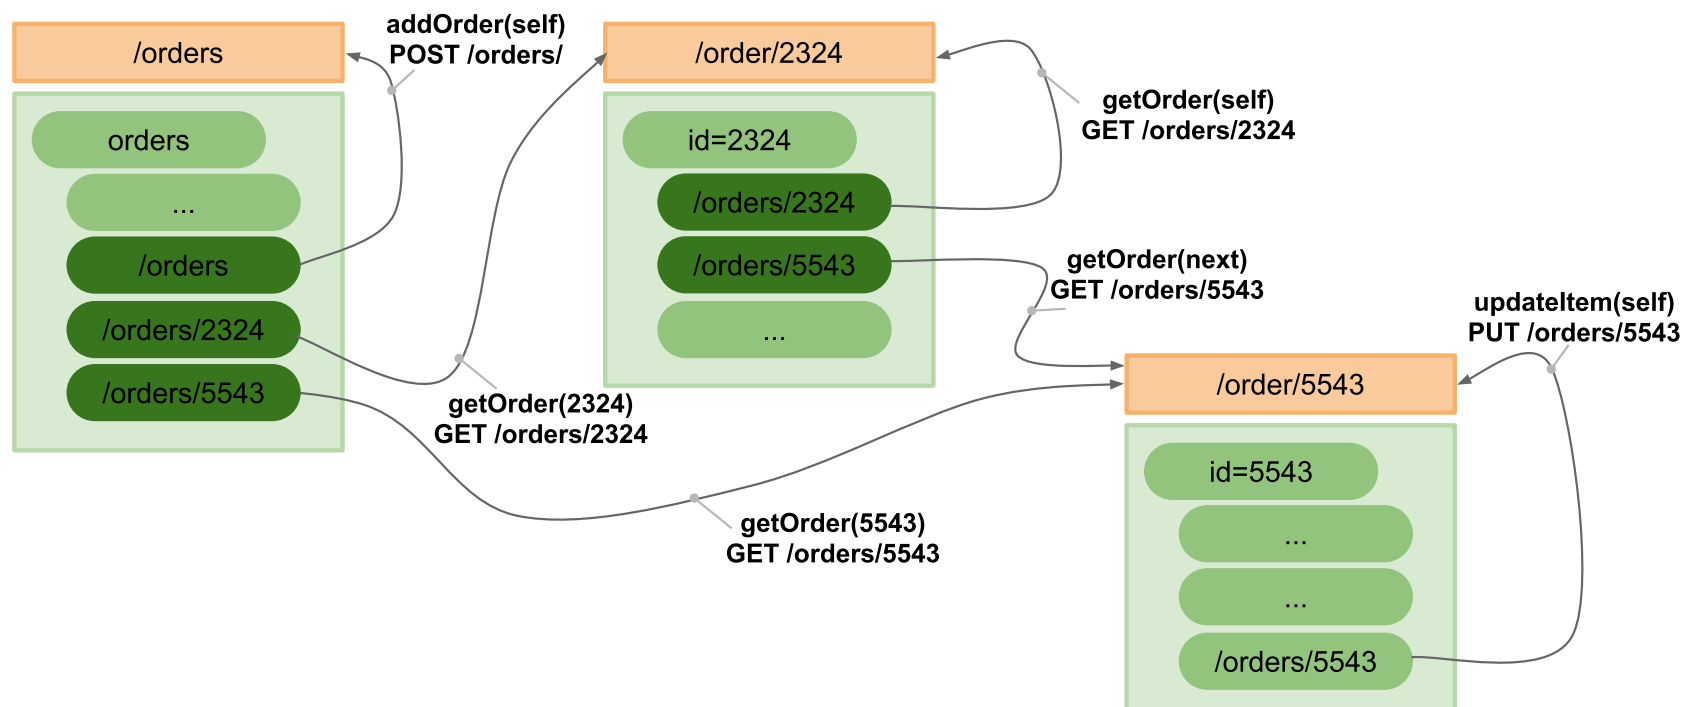 /orders
addOrder(self)
POST /orders/
orders
...
/orders
/orders/2324
/orders/5543
getOrder(2324)
GET /orders/2324
getOrder(5543)
GET /orders/5543
/order/2324
id=2324
/orders/2324
/orders/5543
...
getOrder(self)
GET /orders/2324
getOrder(next)
GET /orders/5543
updateItem(self)
PUT /orders/5543
/order/5543
id=5543
...
...
/orders/5543